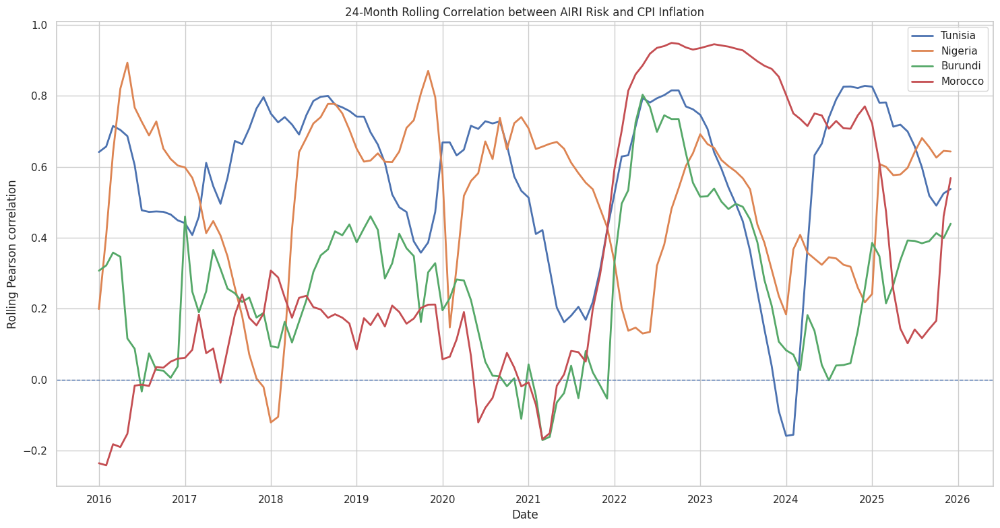 24-Month Rolling Correlation between AIRI Risk and CPI Inflation
Tunisia
Nigeria
Burundi
Morocco
Rolling Pearson correlation
1.0
0.8
0.6
0.4
0.2
0.0
−0.2
2016 2017 2018 2019 2020 2021 2022 2023 2024 2025 2026
Date